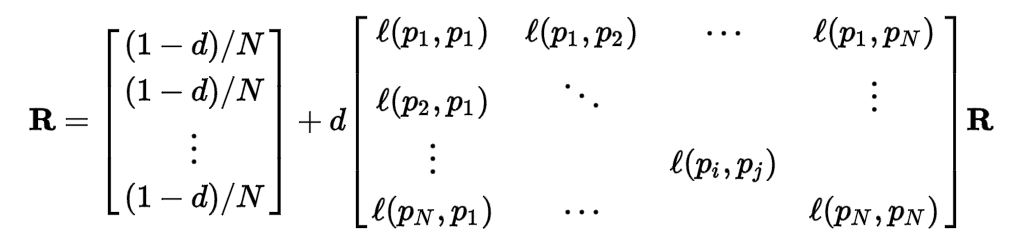 R = [ (1 − d)/N (1 − d)/N ⋮ (1 − d)/N ] + d [ ℓ(p₁, p₁) ℓ(p₁, p₂) ⋯ ℓ(p₁, p_N)
ℓ(p₂, p₁) ⋱ ⋮
⋮ ℓ(p_i, p_j)
ℓ(p_N, p₁) ⋯ ℓ(p_N, p_N) ] R